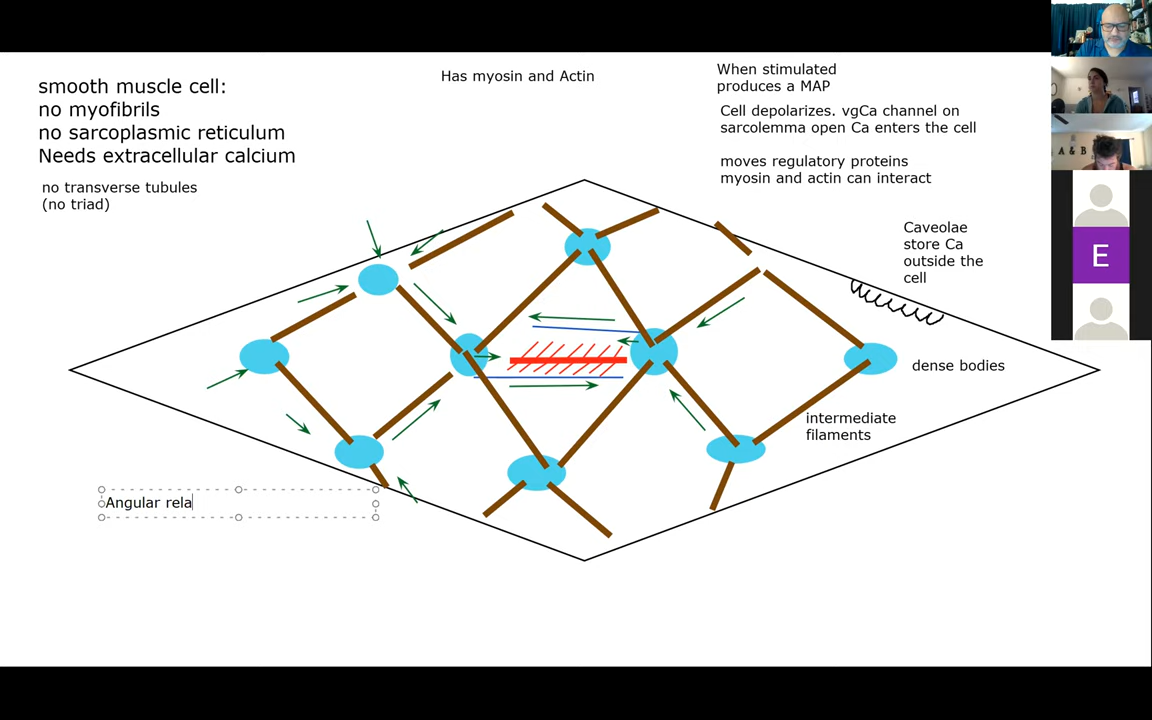 smooth muscle cell:
no myofibrils
no sarcoplasmic reticulum
Needs extracellular calcium
no transverse tubules
(no triad)
Has myosin and Actin
When stimulated
produces a MAP
Cell depolarizes. vgCa channel on
sarcolemma open Ca enters the cell
moves regulatory proteins
myosin and actin can interact
Caveolae
store Ca
outside the
cell
dense bodies
intermediate
filaments
Angular rela
A & B
E